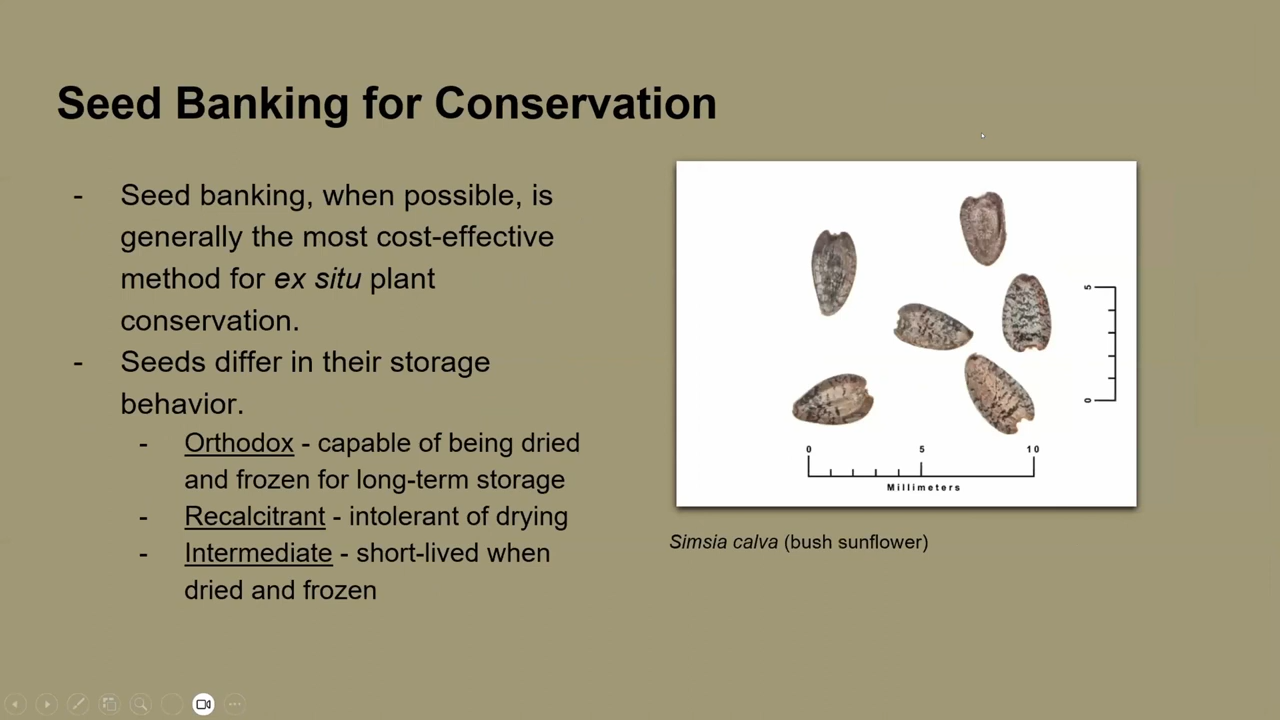 Seed Banking for Conservation
- Seed banking, when possible, is
generally the most cost-effective
method for ex situ plant
conservation.
- Seeds differ in their storage
behavior.
- Orthodox - capable of being dried
and frozen for long-term storage
- Recalcitrant - intolerant of drying
- Intermediate - short-lived when
dried and frozen
5
0
0 5 10
Millimeters
Simsia calva (bush sunflower)